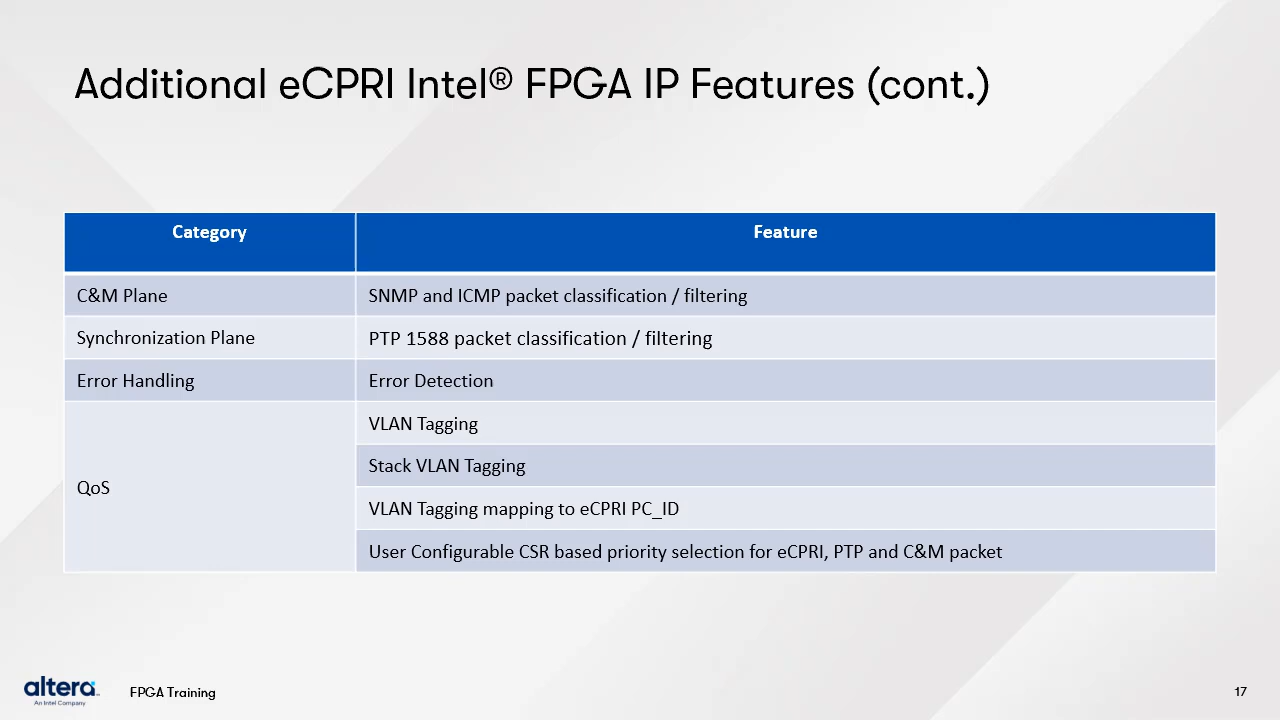 Additional eCPRI Intel® FPGA IP Features (cont.)
Category
Feature
C&M Plane
SNMP and ICMP packet classification / filtering
Synchronization Plane
PTP 1588 packet classification / filtering
Error Handling
Error Detection
QoS
VLAN Tagging
Stack VLAN Tagging
VLAN Tagging mapping to eCPRI PC_ID
User Configurable CSR based priority selection for eCPRI, PTP and C&M packet
altera
An Intel Company
FPGA Training
17